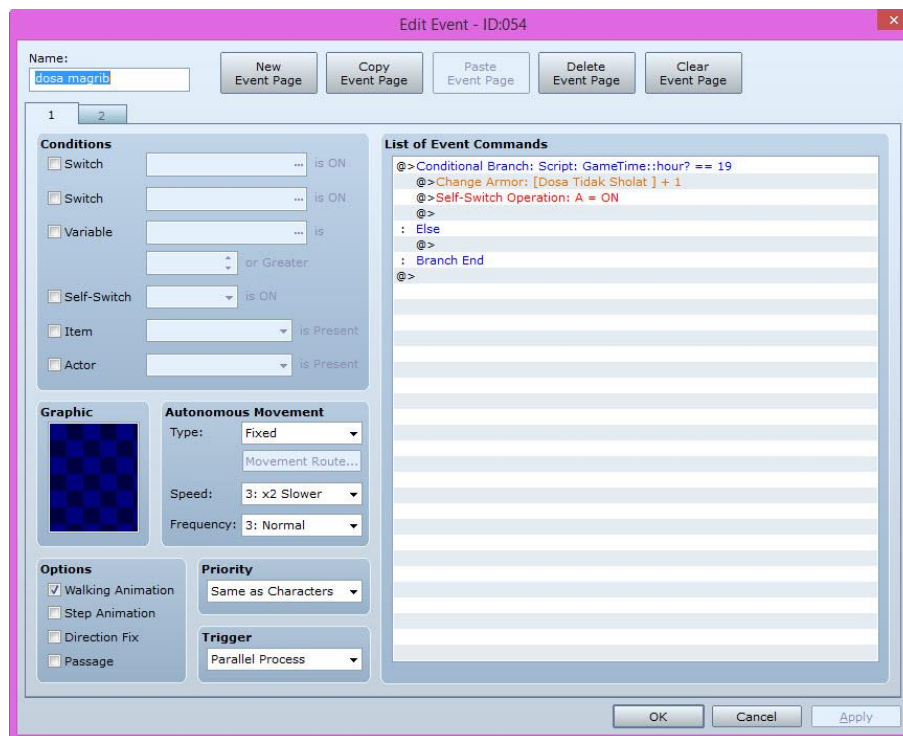 Edit Event - ID:054
Name:
dosa magrib
New Event Page
Copy Event Page
Paste Event Page
Delete Event Page
Clear Event Page
1
2
Conditions
Switch ... is ON
Switch ... is ON
Variable ... is
or Greater
Self-Switch is ON
Item is Present
Actor is Present
Graphic
Autonomous Movement
Type: Fixed
Movement Route...
Speed: 3: x2 Slower
Frequency: 3: Normal
Options
Walking Animation
Step Animation
Direction Fix
Passage
Priority
Same as Characters
Trigger
Parallel Process
List of Event Commands
@>Conditional Branch: Script: GameTime::hour? == 19
@>Change Armor: [Dosa Tidak Sholat ] + 1
@>Self-Switch Operation: A = ON
@>
: Else
@>
: Branch End
@>
OK
Cancel
Apply